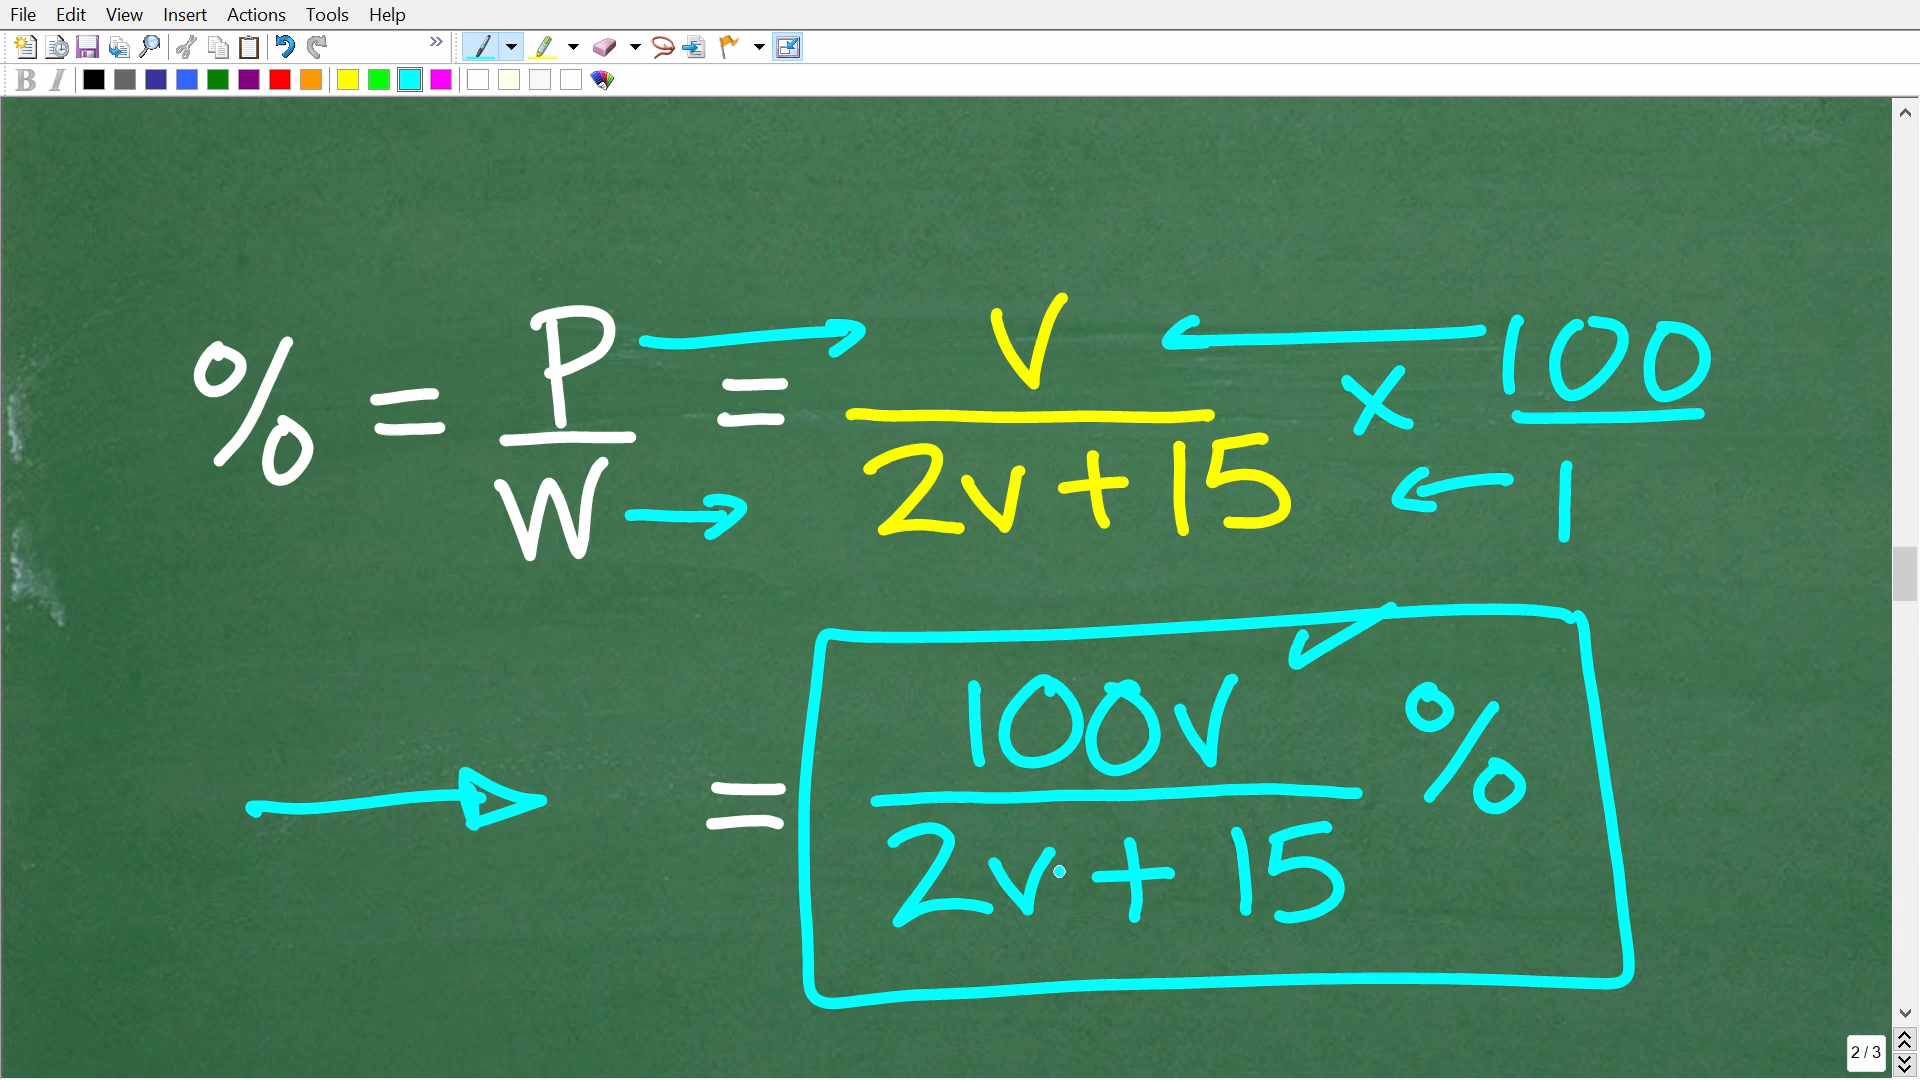 File Edit View Insert Actions Tools Help
B I
% = P/W = v/(2v + 15) × 100/1
= 100v/(2v + 15) %
2 / 3